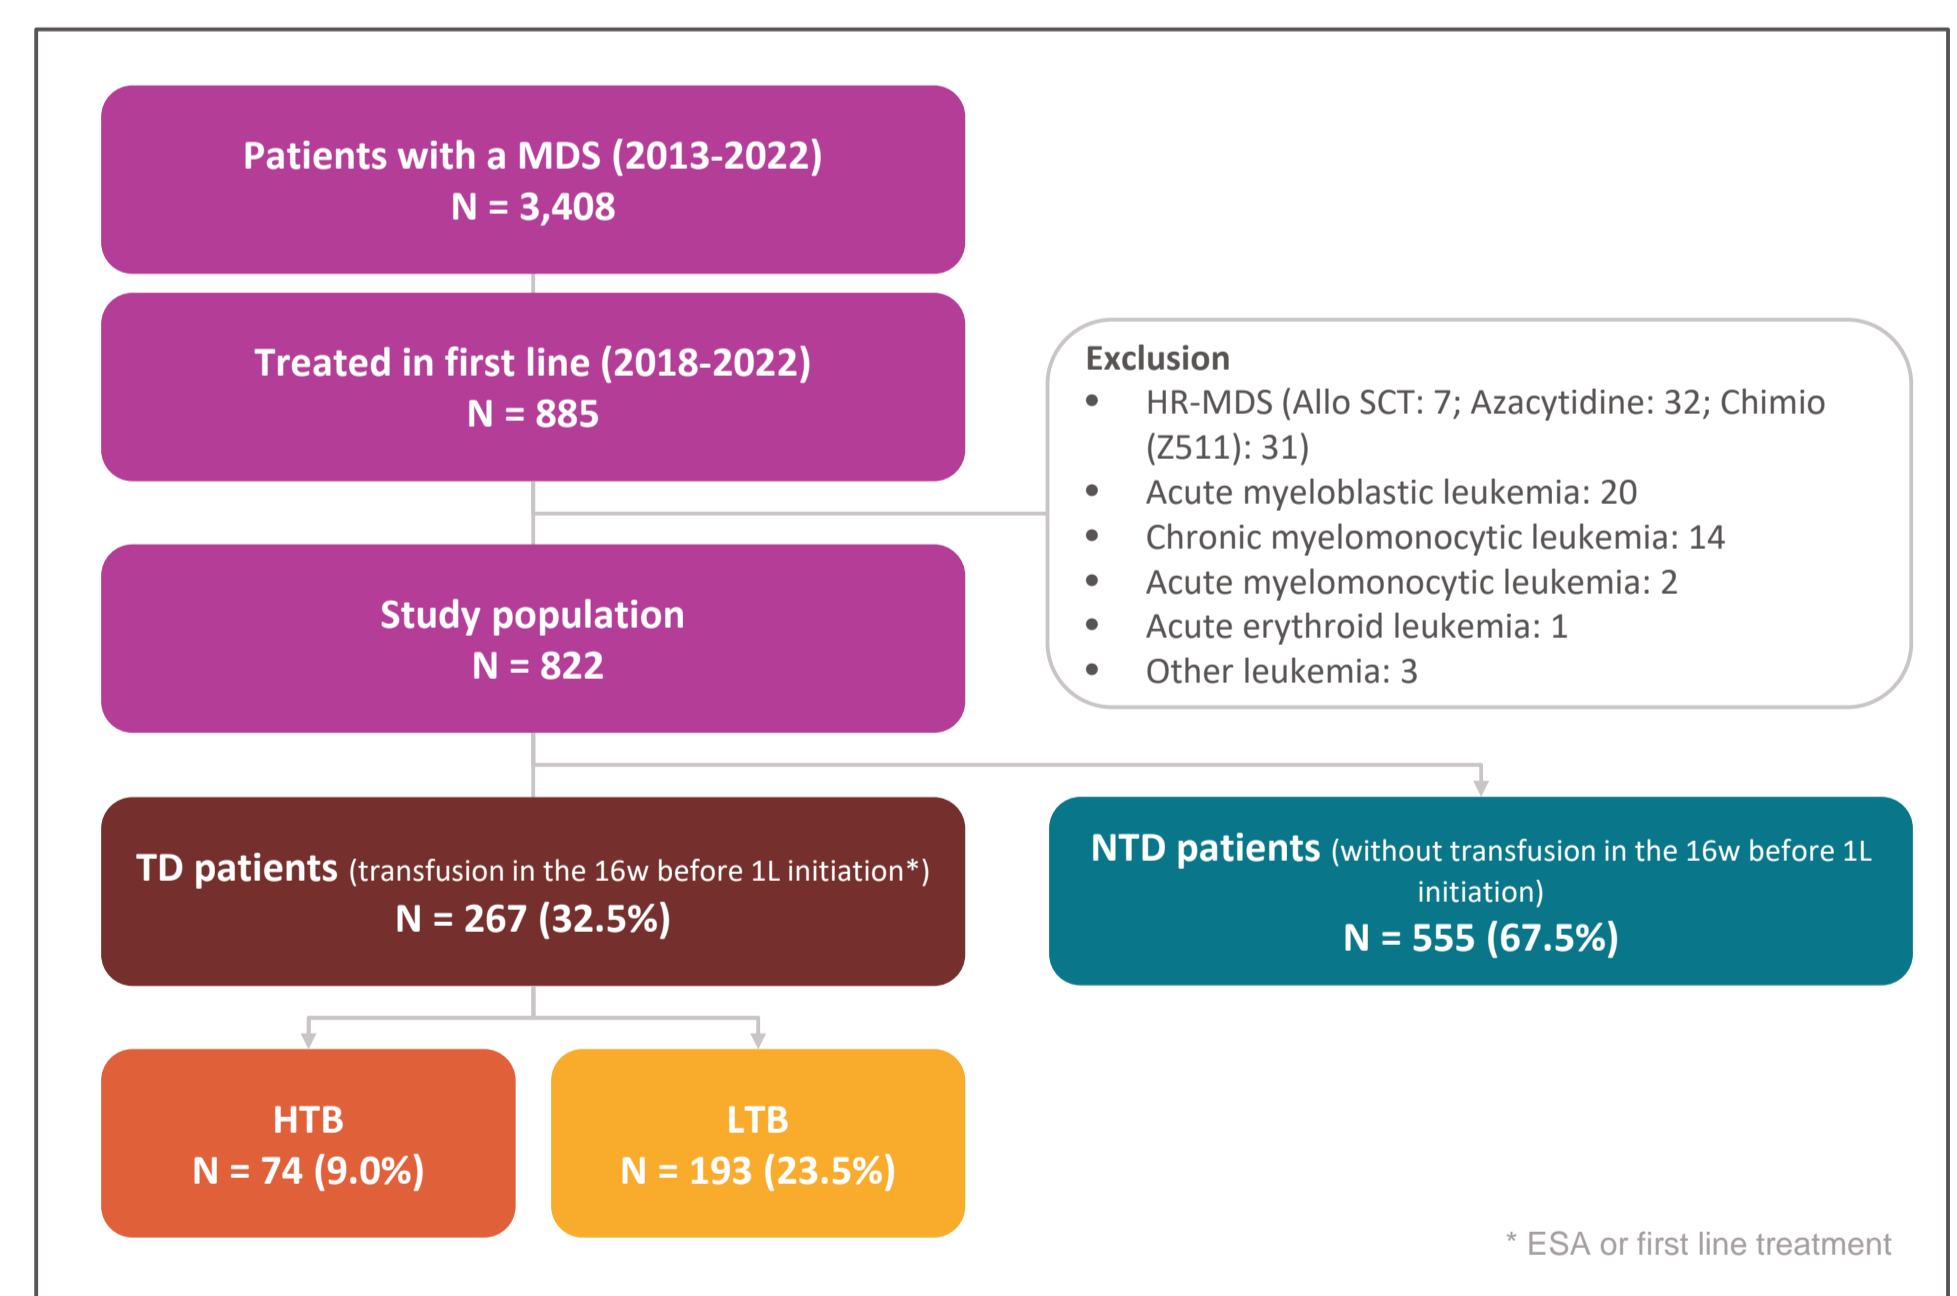 Patients with a MDS (2013-2022)
N = 3,408
Treated in first line (2018-2022)
N = 885
Exclusion
• HR-MDS (Allo SCT: 7; Azacytidine: 32; Chimio
(Z511): 31)
• Acute myeloblastic leukemia: 20
• Chronic myelomonocytic leukemia: 14
• Acute myelomonocytic leukemia: 2
• Acute erythroid leukemia: 1
• Other leukemia: 3
Study population
N = 822
TD patients (transfusion in the 16w before 1L initiation*)
N = 267 (32.5%)
NTD patients (without transfusion in the 16w before 1L
initiation)
N = 555 (67.5%)
HTB
N = 74 (9.0%)
LTB
N = 193 (23.5%)
* ESA or first line treatment